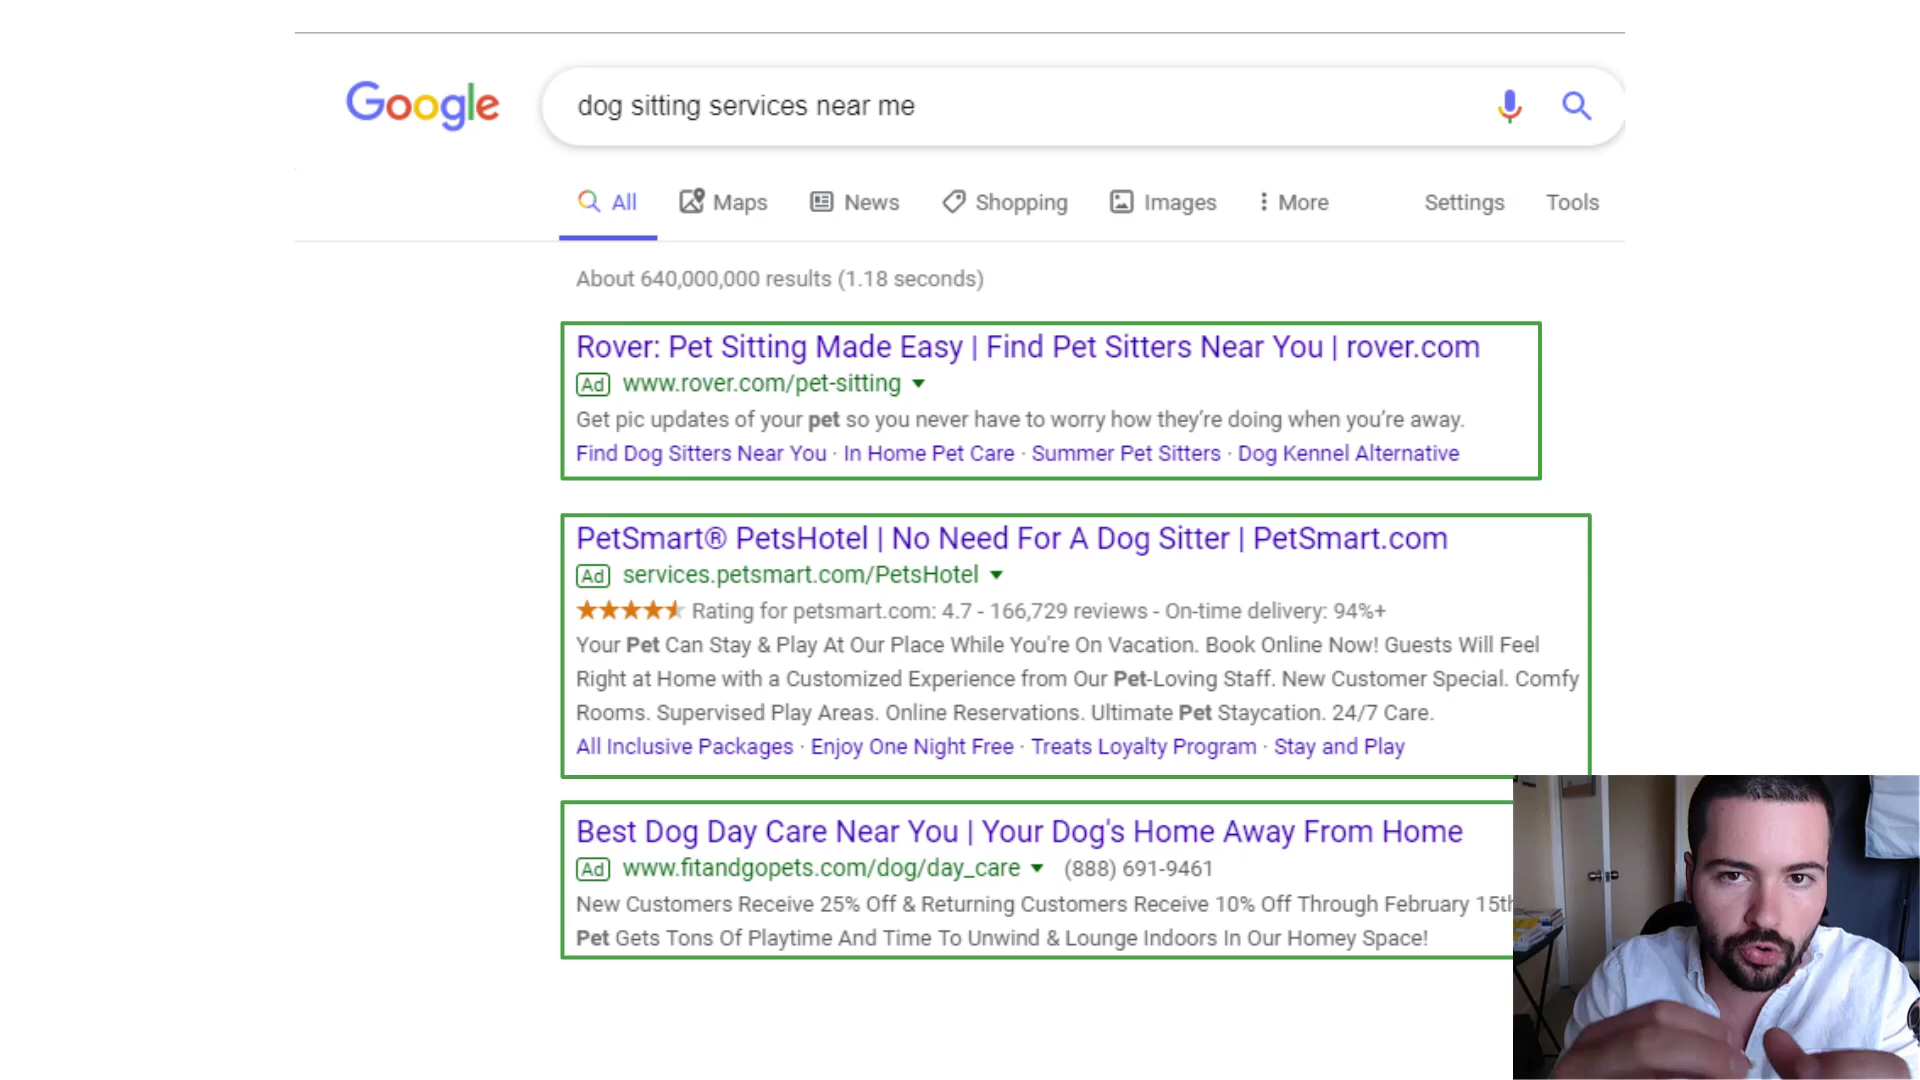 Google
dog sitting services near me
All Maps News Shopping Images More Settings Tools
About 640,000,000 results (1.18 seconds)
Rover: Pet Sitting Made Easy | Find Pet Sitters Near You | rover.com
Ad www.rover.com/pet-sitting
Get pic updates of your pet so you never have to worry how they’re doing when you’re away.
Find Dog Sitters Near You · In Home Pet Care · Summer Pet Sitters · Dog Kennel Alternative
PetSmart® PetsHotel | No Need For A Dog Sitter | PetSmart.com
Ad services.petsmart.com/PetsHotel
Rating for petsmart.com: 4.7 - 166,729 reviews - On-time delivery: 94%+
Your Pet Can Stay & Play At Our Place While You're On Vacation. Book Online Now! Guests Will Feel
Right at Home with a Customized Experience from Our Pet-Loving Staff. New Customer Special. Comfy
Rooms. Supervised Play Areas. Online Reservations. Ultimate Pet Staycation. 24/7 Care.
All Inclusive Packages · Enjoy One Night Free · Treats Loyalty Program · Stay and Play
Best Dog Day Care Near You | Your Dog's Home Away From Home
Ad www.fitandgopets.com/dog/day_care (888) 691-9461
New Customers Receive 25% Off & Returning Customers Receive 10% Off Through February 15th
Pet Gets Tons Of Playtime And Time To Unwind & Lounge Indoors In Our Homey Space!